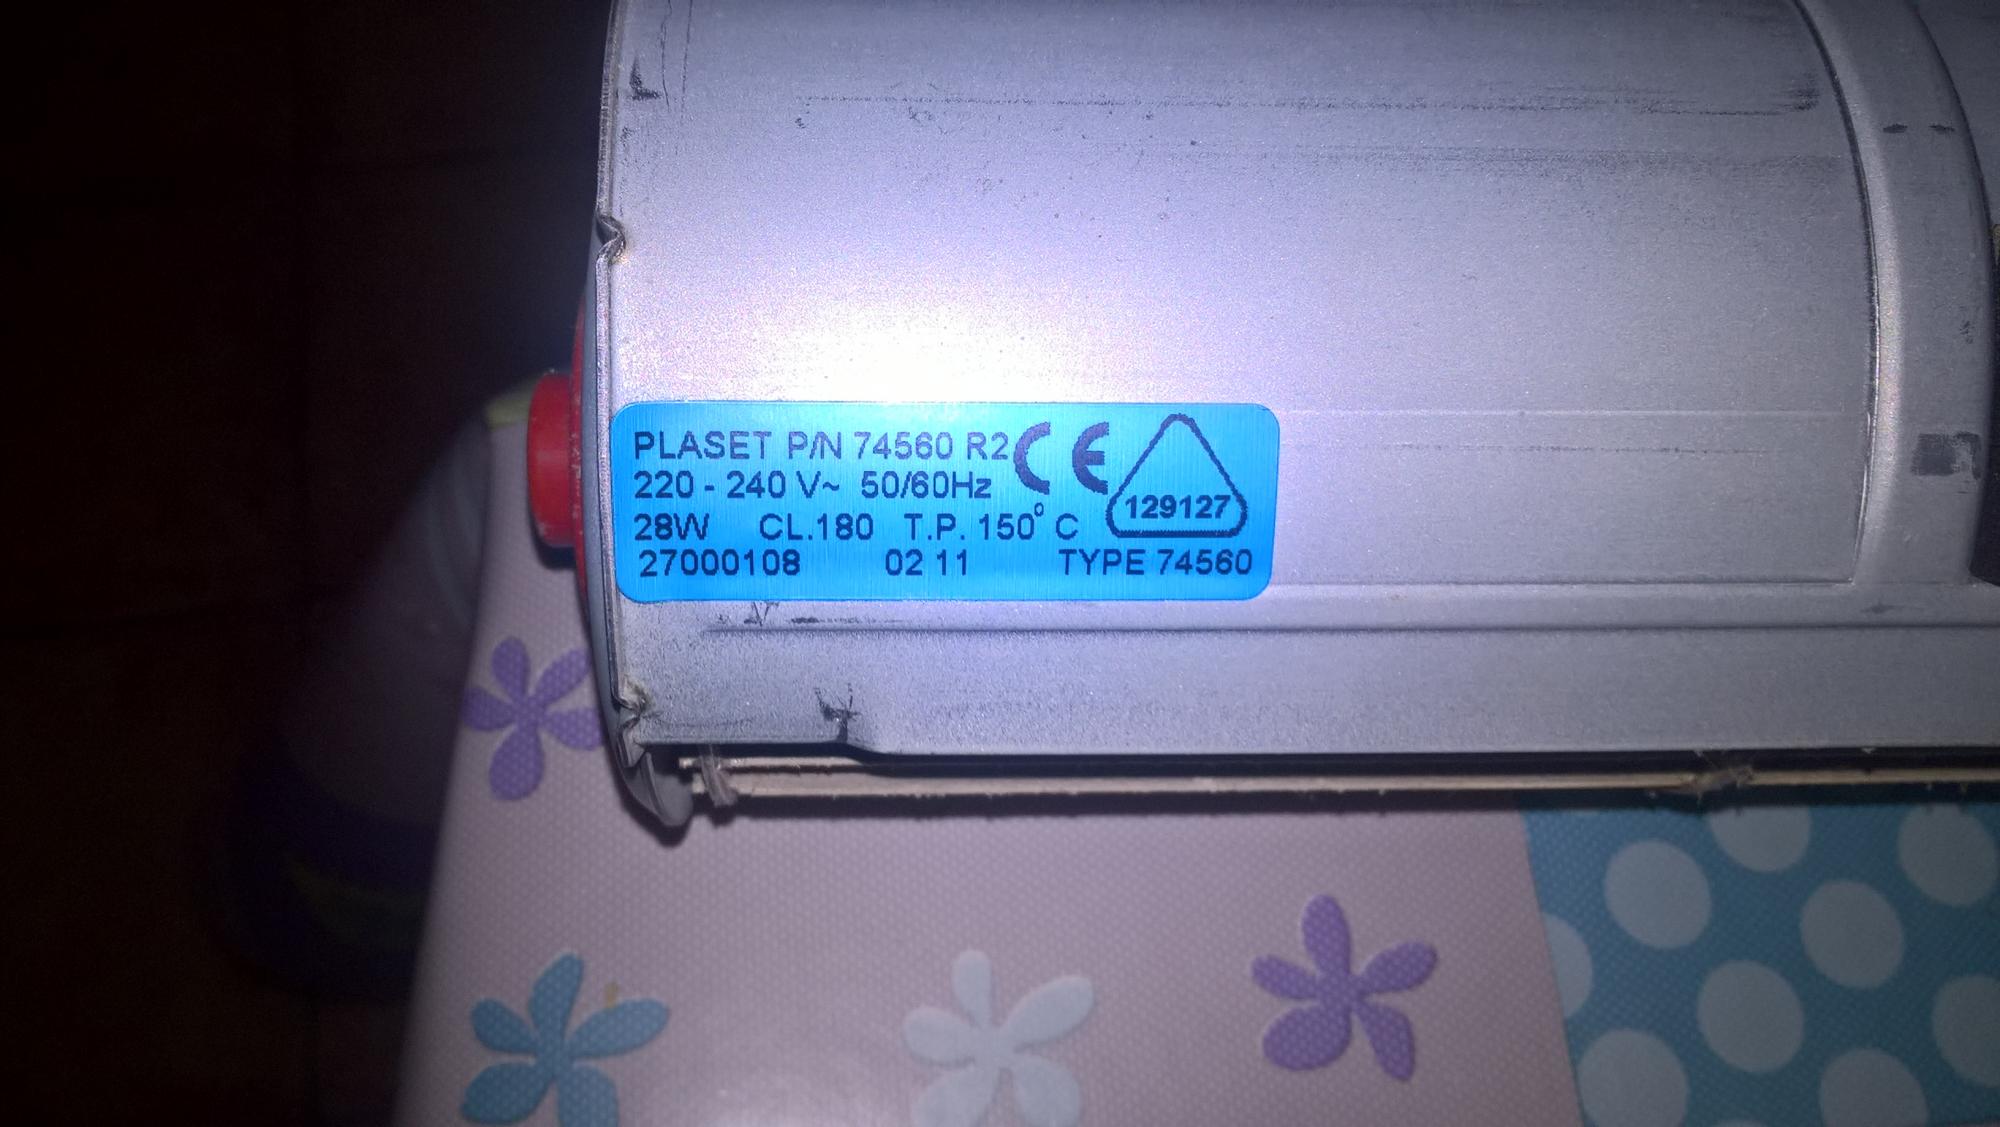 PLASET P/N 74560 R2 CE
220 - 240 V~ 50/60Hz
129127
28W CL.180 T.P. 150° C
27000108 02 11 TYPE 74560